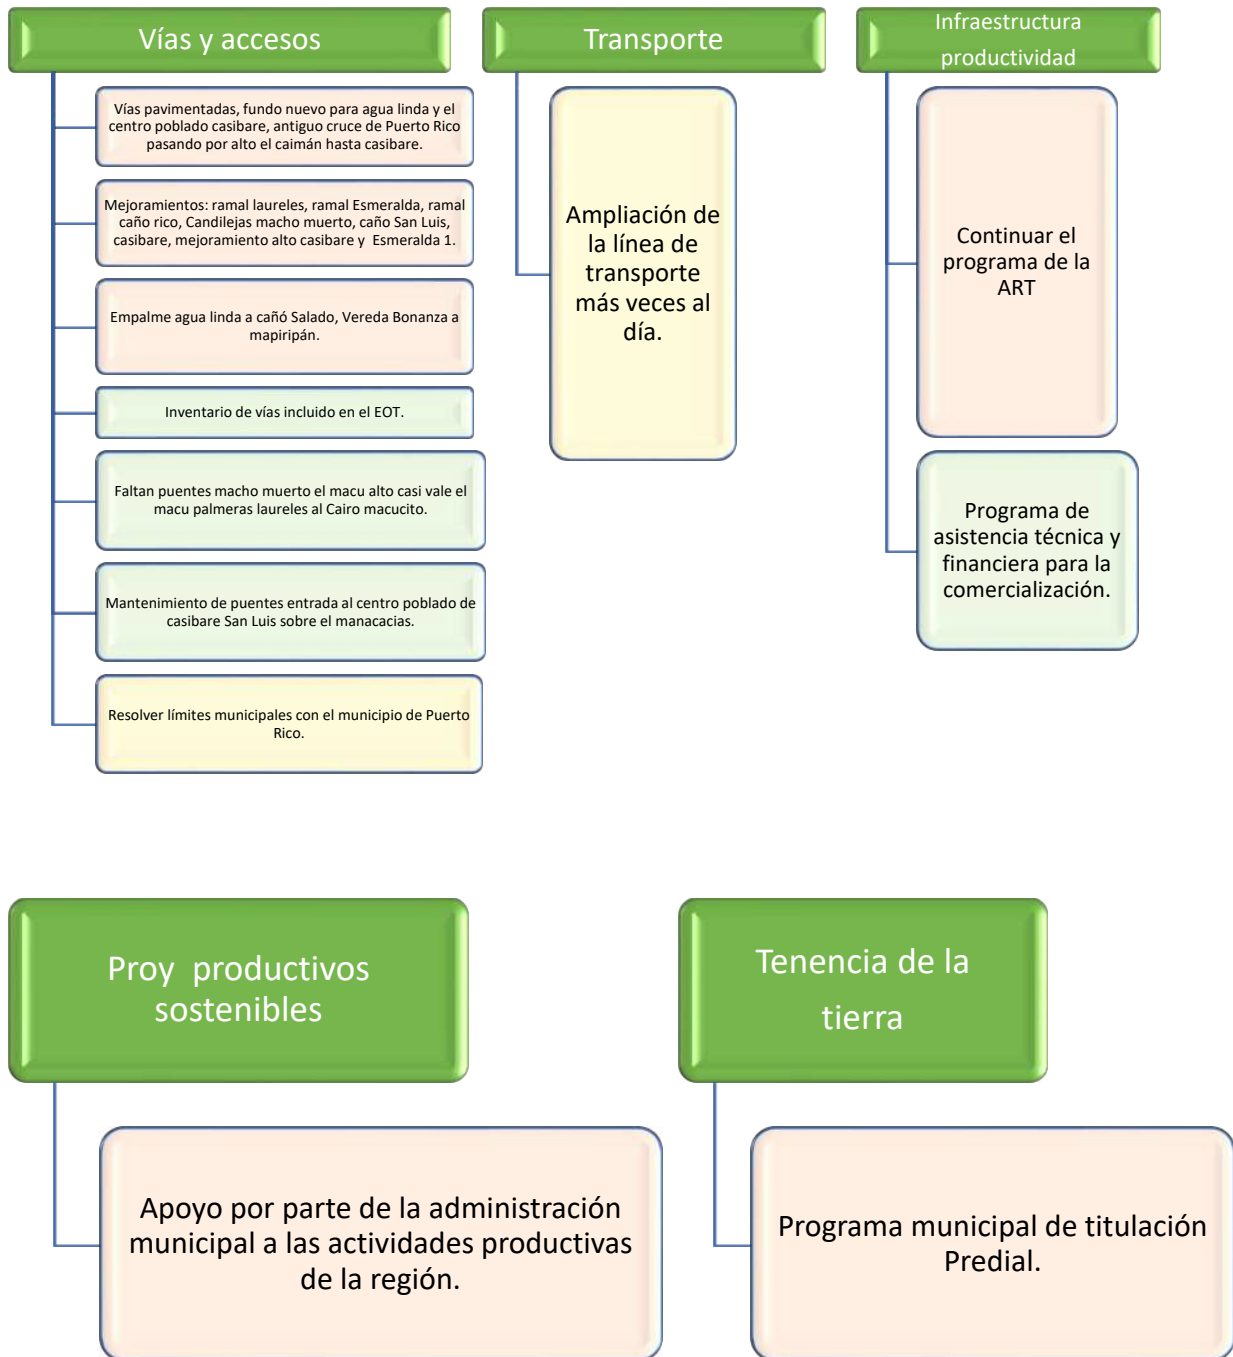 Vías y accesos
Vías pavimentadas, fundo nuevo para agua linda y el
centro poblado casibare, antiguo cruce de Puerto Rico
pasando por alto el caimán hasta casibare.
Mejoramientos: ramal laureles, ramal Esmeralda, ramal
caño rico, Candilejas macho muerto, caño San Luis,
casibare, mejoramiento alto casibare y Esmeralda 1.
Empalme agua linda a cañó Salado, Vereda Bonanza a
mapiripán.
Inventario de vías incluido en el EOT.
Faltan puentes macho muerto el macu alto casi vale el
macu palmeras laureles al Cairo macucito.
Mantenimiento de puentes entrada al centro poblado de
casibare San Luis sobre el manacacias.
Resolver límites municipales con el municipio de Puerto
Rico.
Transporte
Ampliación de
la línea de
transporte
más veces al
día.
Infraestructura
productividad
Continuar el
programa de la
ART
Programa de
asistencia técnica y
financiera para la
comercialización.
Proy productivos
sostenibles
Apoyo por parte de la administración
municipal a las actividades productivas
de la región.
Tenencia de la
tierra
Programa municipal de titulación
Predial.